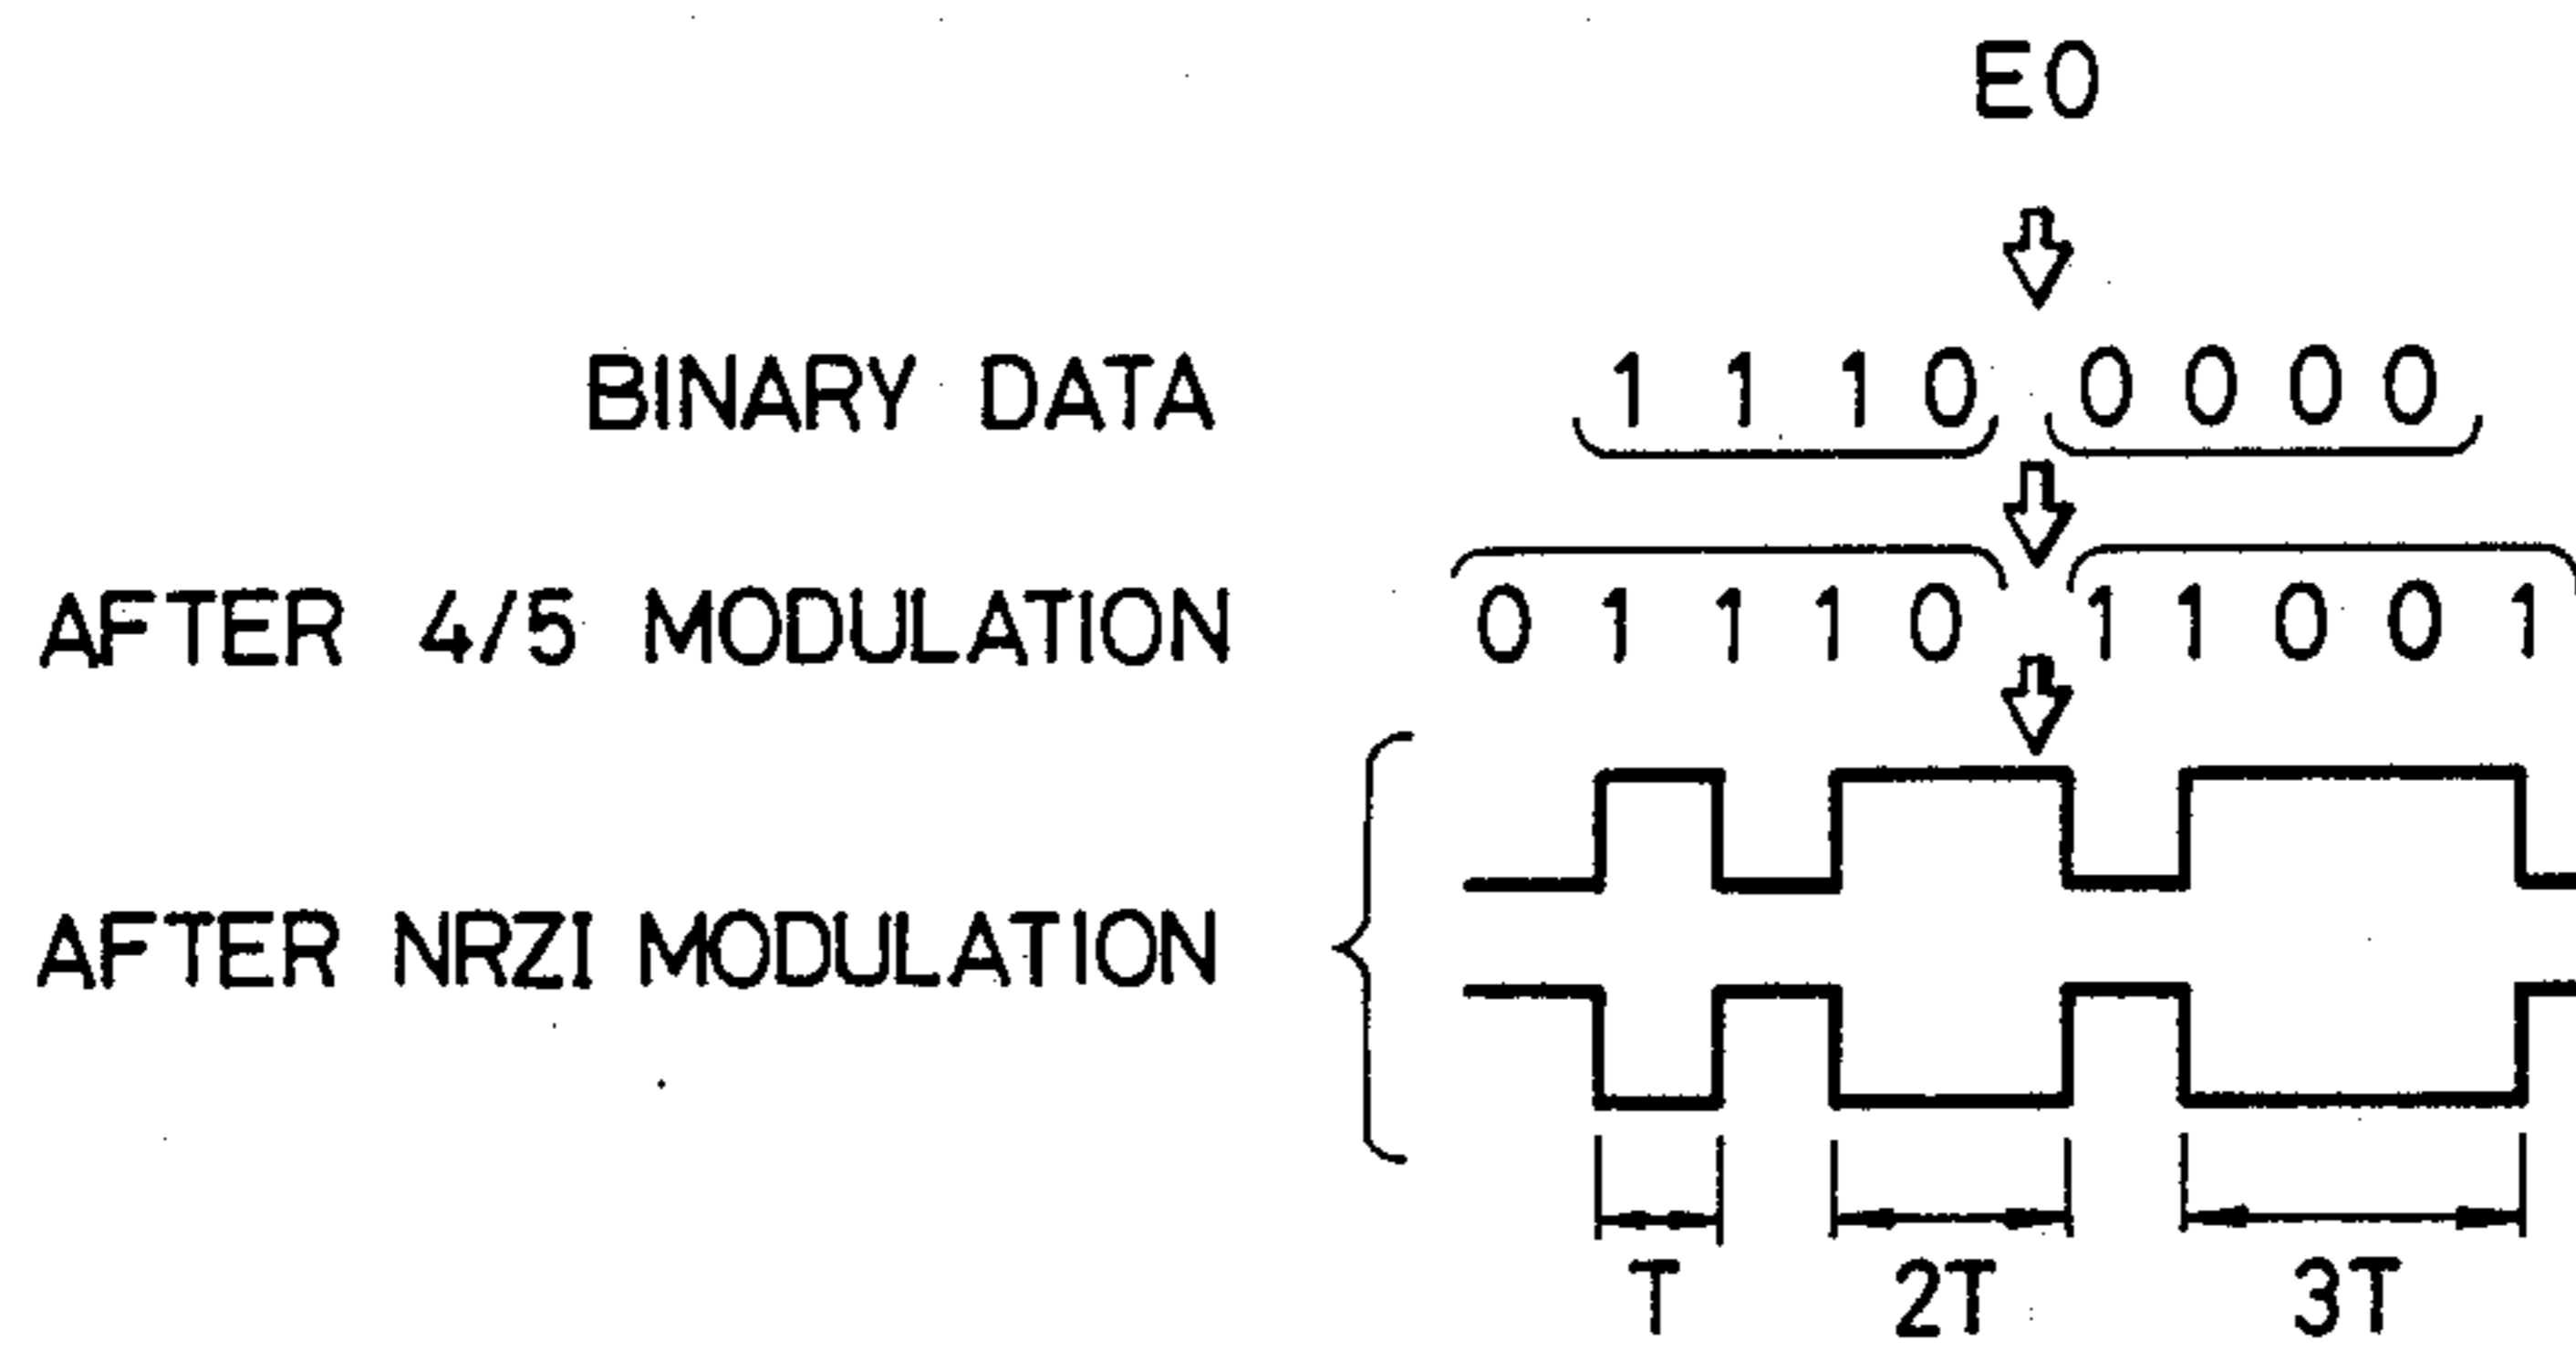 E0
BINARY DATA 1 1 1 0 0 0 0 0
AFTER 4/5 MODULATION 0 1 1 1 0 1 1 0 0 1
AFTER NRZI MODULATION
T 2T 3T